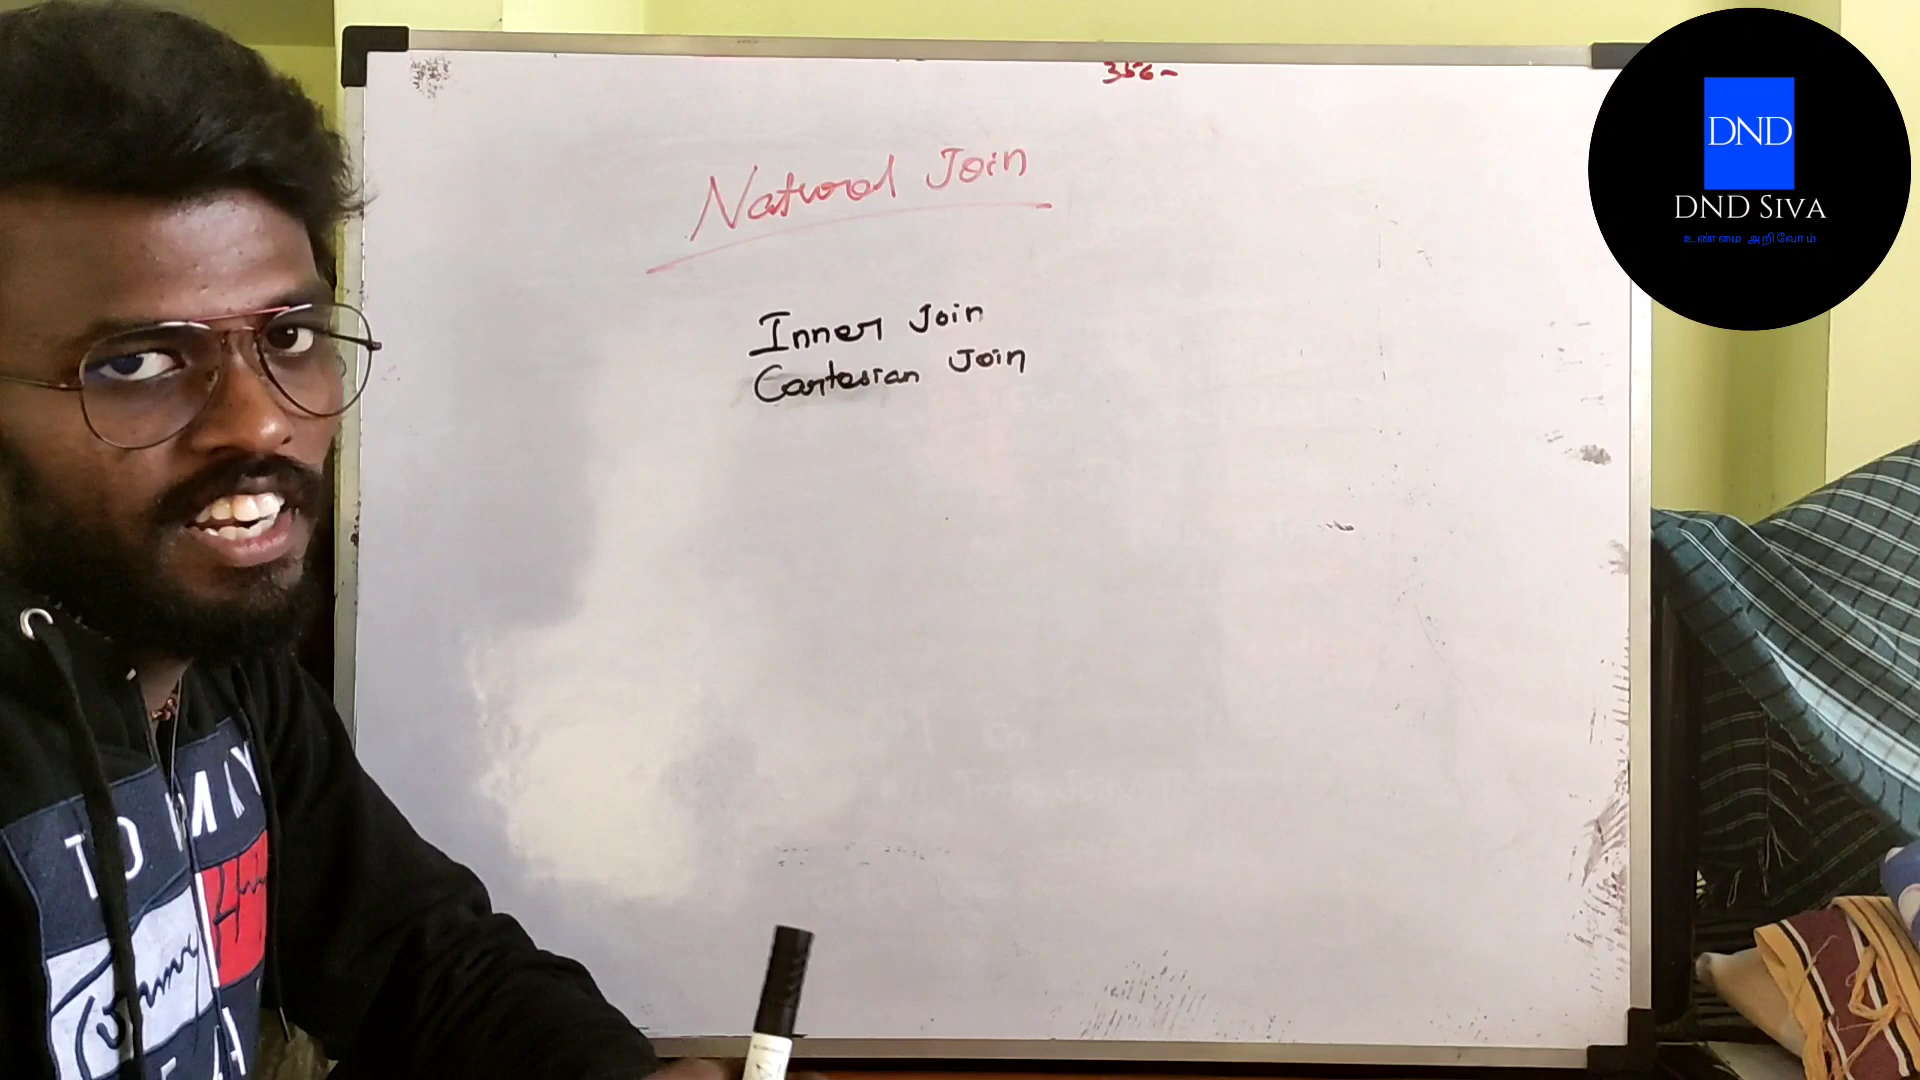 356~
Natural Join
Inner Join
Cartesian Join
DND
DND SIVA
உண்மை அறிவோம்
TOMMY